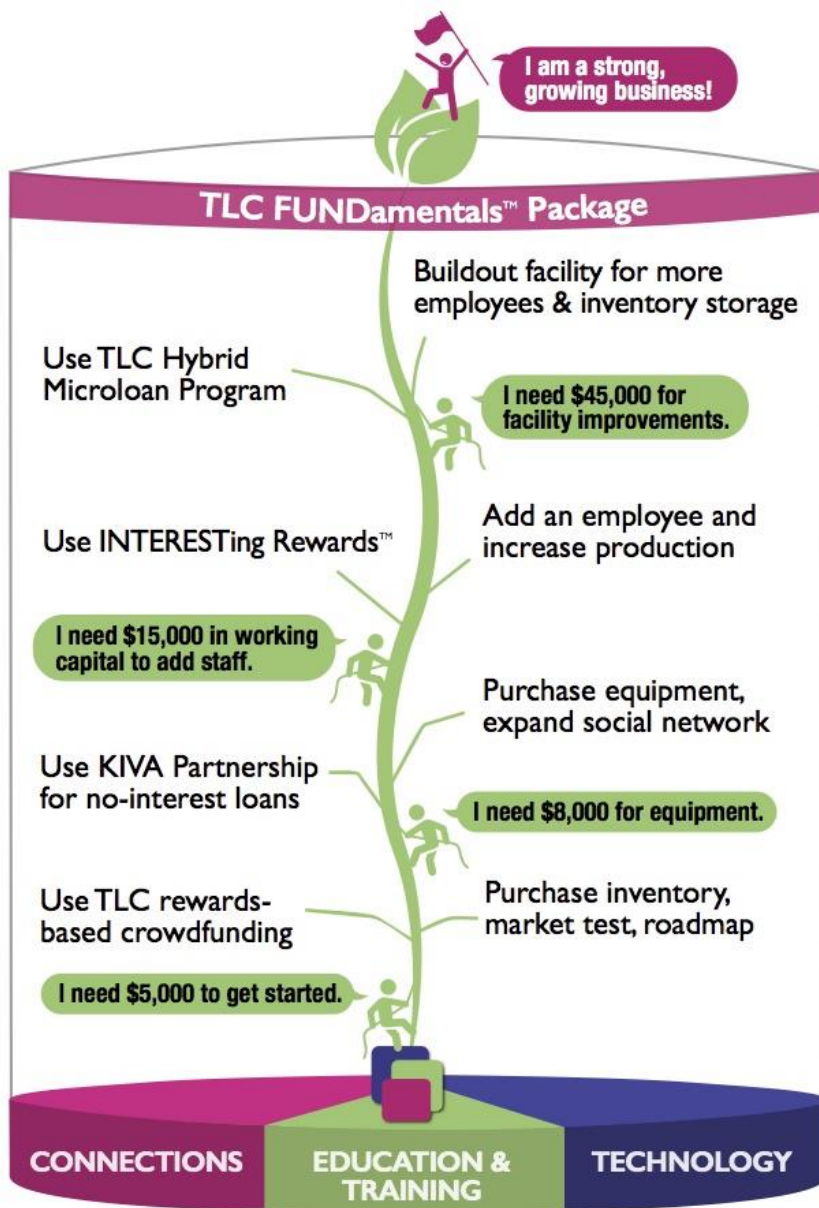 I am a strong,
growing business!
TLC FUNDamentals™ Package
Buildout facility for more
employees & inventory storage
Use TLC Hybrid
Microloan Program
I need $45,000 for
facility improvements.
Add an employee and
increase production
Use INTERESTing Rewards™
I need $15,000 in working
capital to add staff.
Purchase equipment,
expand social network
Use KIVA Partnership
for no-interest loans
I need $8,000 for equipment.
Use TLC rewards-
based crowdfunding
Purchase inventory,
market test, roadmap
I need $5,000 to get started.
CONNECTIONS
EDUCATION &
TRAINING
TECHNOLOGY